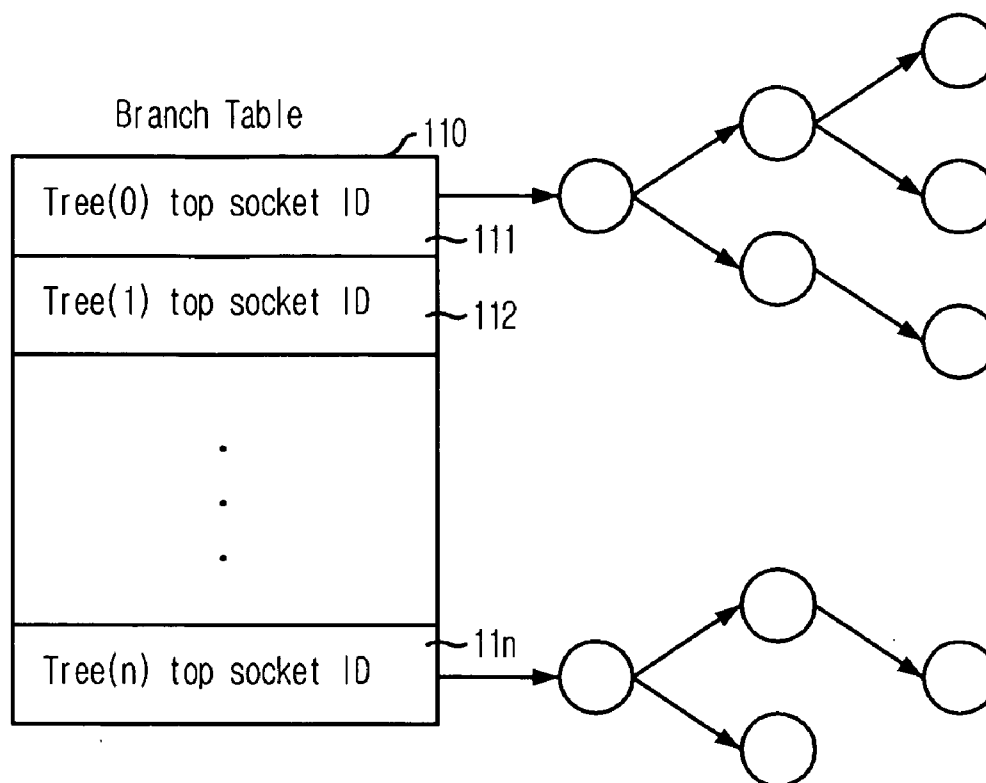 Branch Table
110
Tree(0) top socket ID
111
Tree(1) top socket ID
112
11n
Tree(n) top socket ID